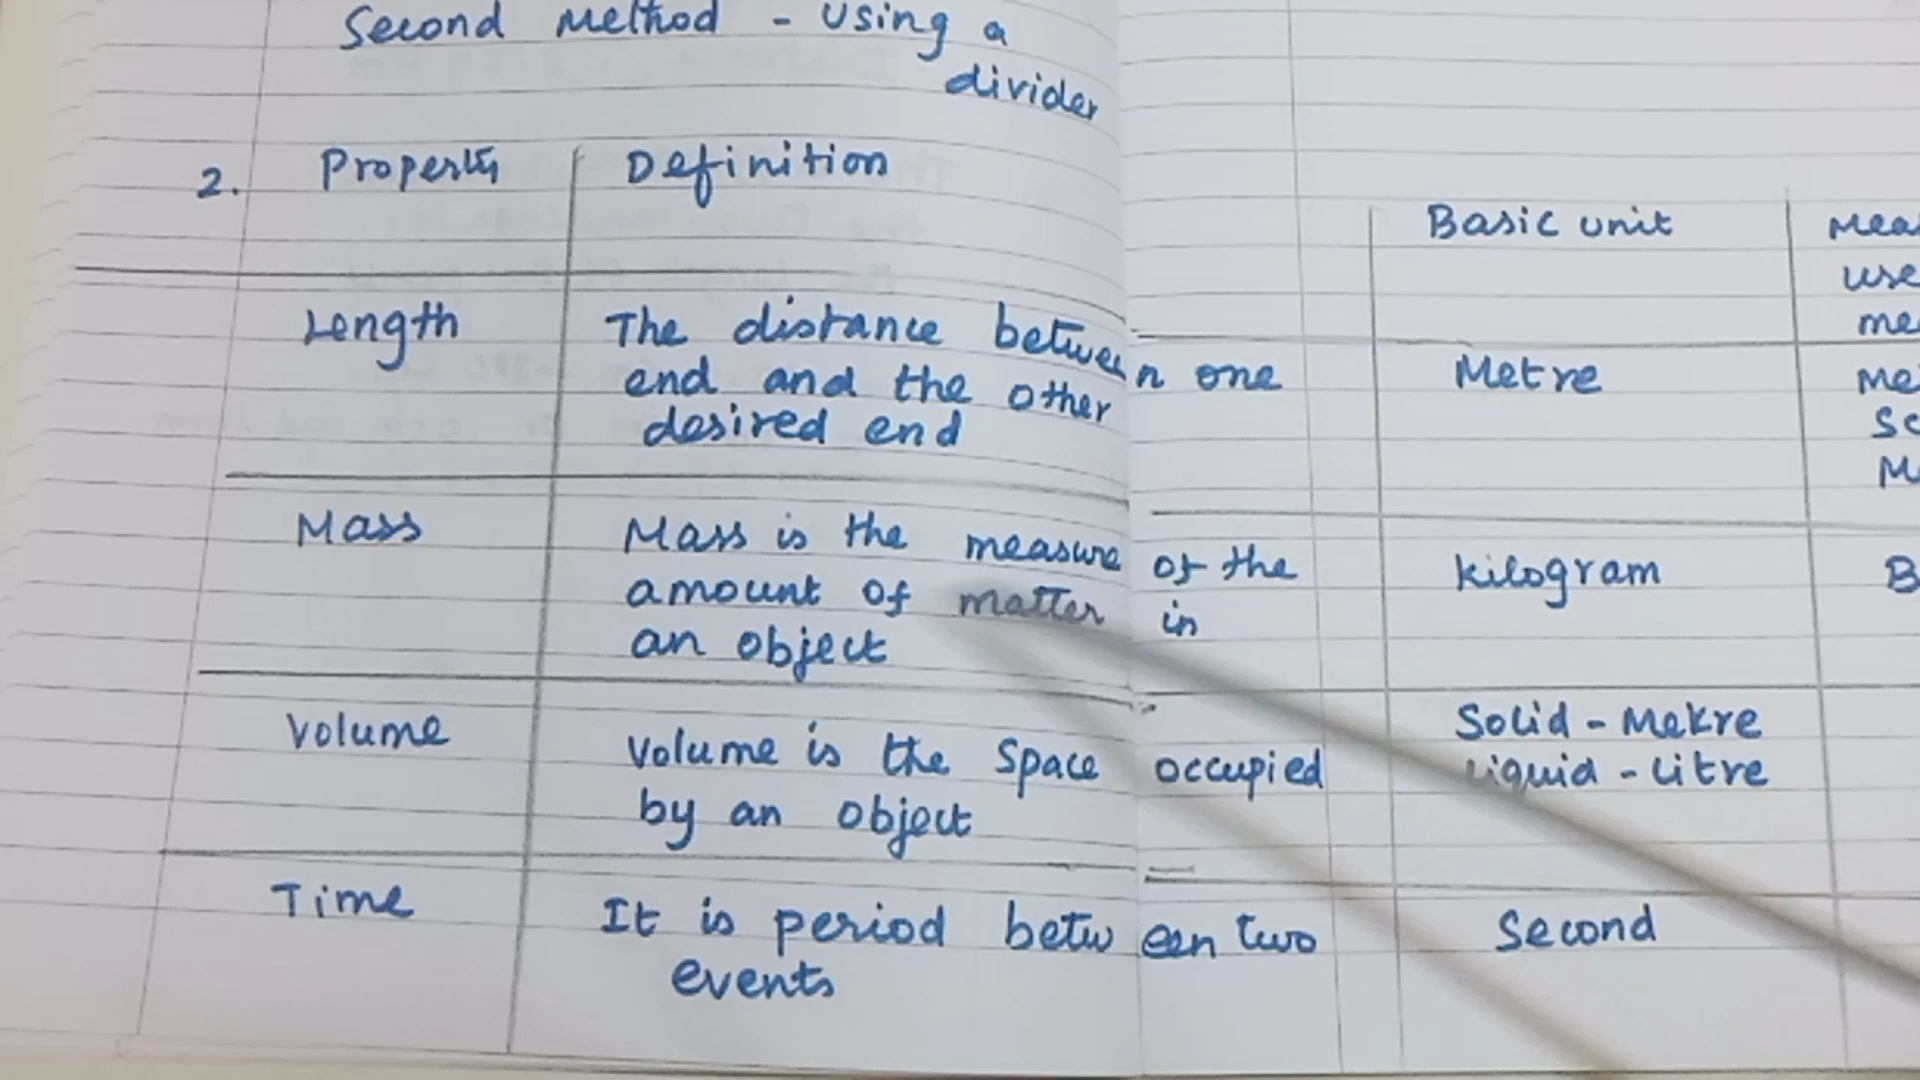 Second Method - Using a
divider
2. Property Definition Basic unit
Length The distance between one Metre
end and the other
desired end
Mass Mass is the measure of the kilogram
amount of matter in
an object
Volume Volume is the space occupied Solid - Mekre
by an object Liquid - Litre
Time It is period between two Second
events